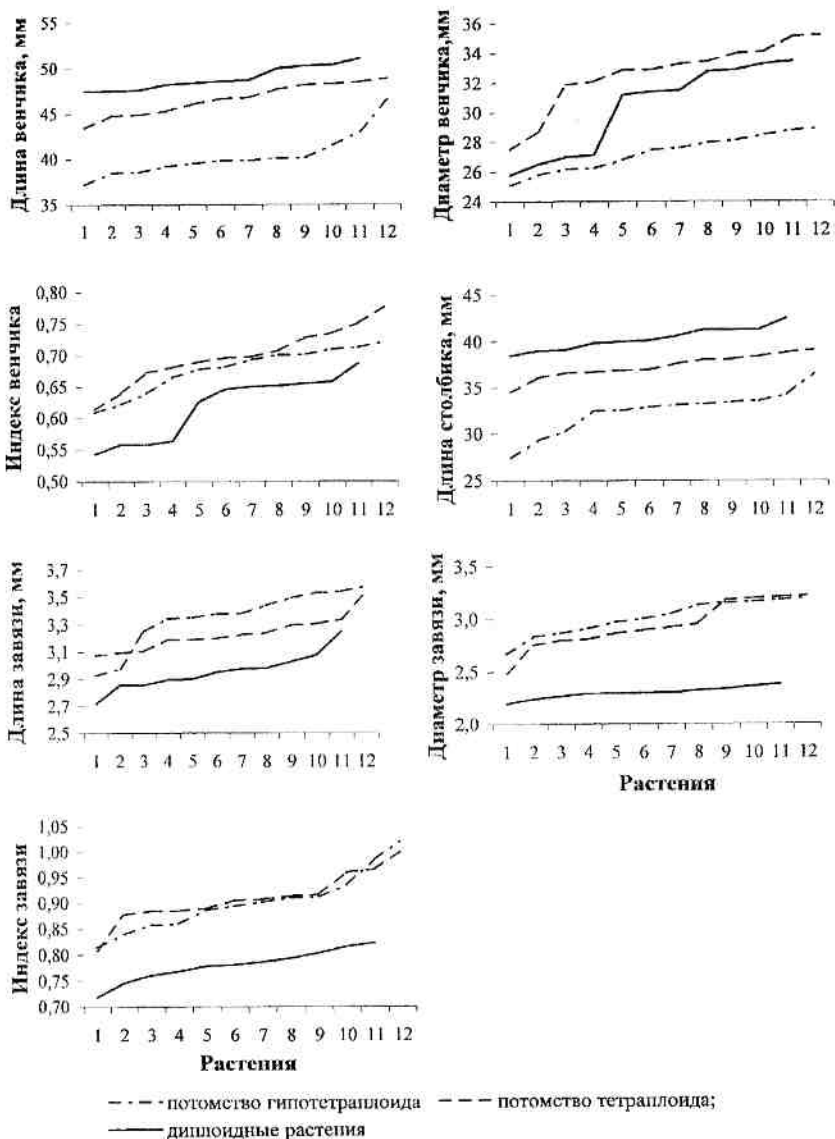 Длина венчика, мм
55
50
45
40
35
1 2 3 4 5 6 7 8 9 10 11 12
Диаметр венчика,мм
36
34
32
30
28
26
24
1 2 3 4 5 6 7 8 9 10 11 12
Индекс венчика
0,80
0,75
0,70
0,65
0,60
0,55
0,50
1 2 3 4 5 6 7 8 9 10 11 12
Длина столбика, мм
45
40
35
30
25
1 2 3 4 5 6 7 8 9 10 11 12
Длина завязи, мм
3,7
3,5
3,3
3,1
2,9
2,7
2,5
1 2 3 4 5 6 7 8 9 10 11 12
Диаметр завязи, мм
3,5
3,0
2,5
2,0
1 2 3 4 5 6 7 8 9 10 11 12
Растения
Индекс завязи
1,05
1,00
0,95
0,90
0,85
0,80
0,75
0,70
1 2 3 4 5 6 7 8 9 10 11 12
Растения
потомство гипотетраплоида
потомство тетраплоида;
диплоидные растения